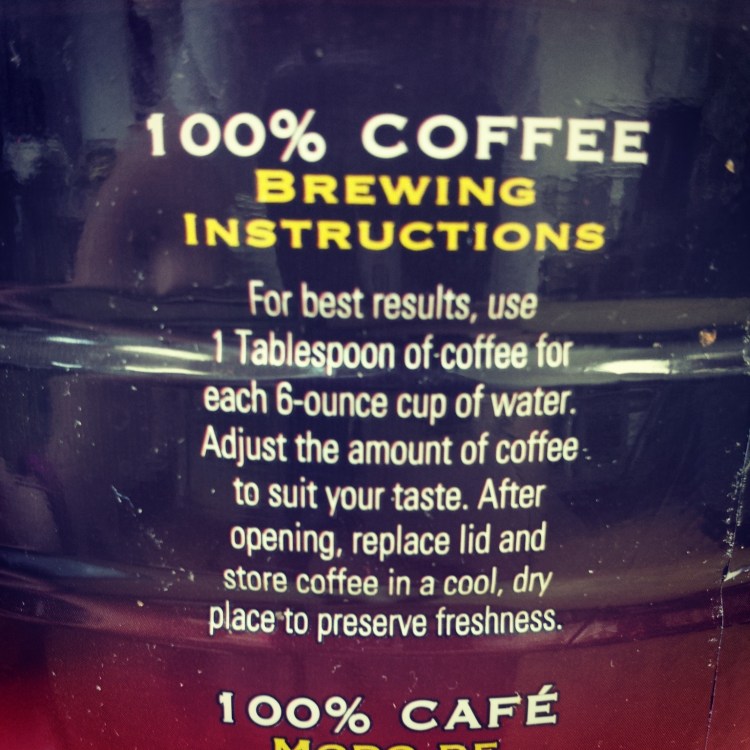 100% COFFEE
BREWING
INSTRUCTIONS
For best results, use
1 Tablespoon of coffee for
each 6-ounce cup of water.
Adjust the amount of coffee
to suit your taste. After
opening, replace lid and
store coffee in a cool, dry
place to preserve freshness.
100% CAFÉ
MODO DE